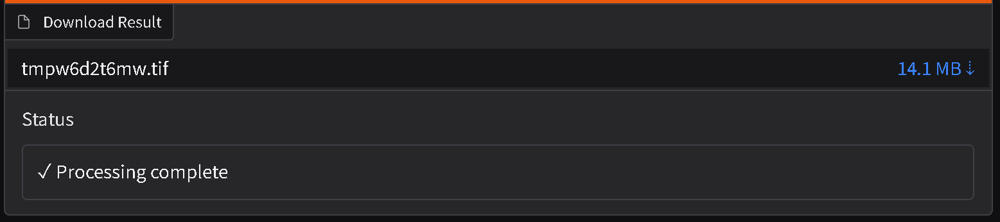 Download Result
tmpw6d2t6mw.tif 14.1 MB ⇣
Status
✓ Processing complete